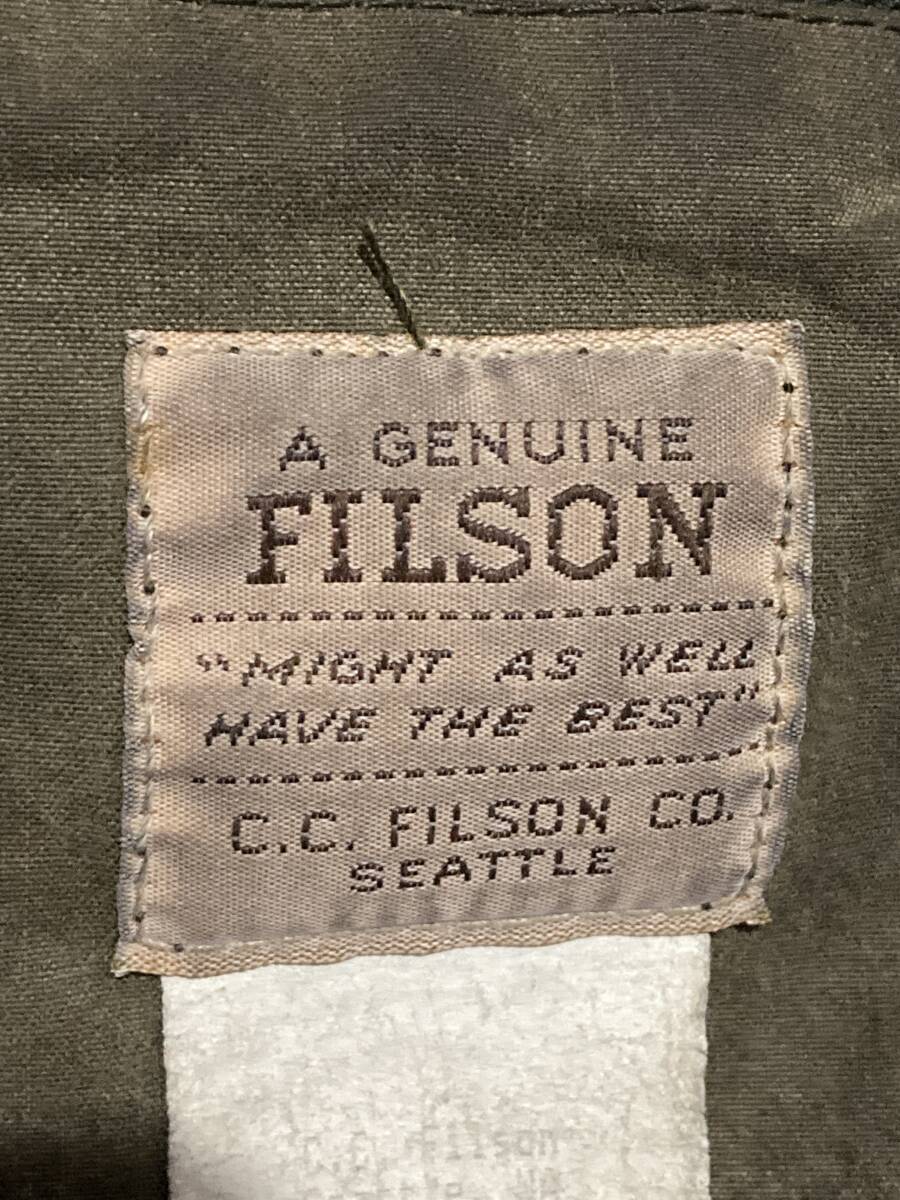 A GENUINE
FILSON
"MIGHT AS WELL
HAVE THE BEST"
C.C. FILSON CO.
SEATTLE